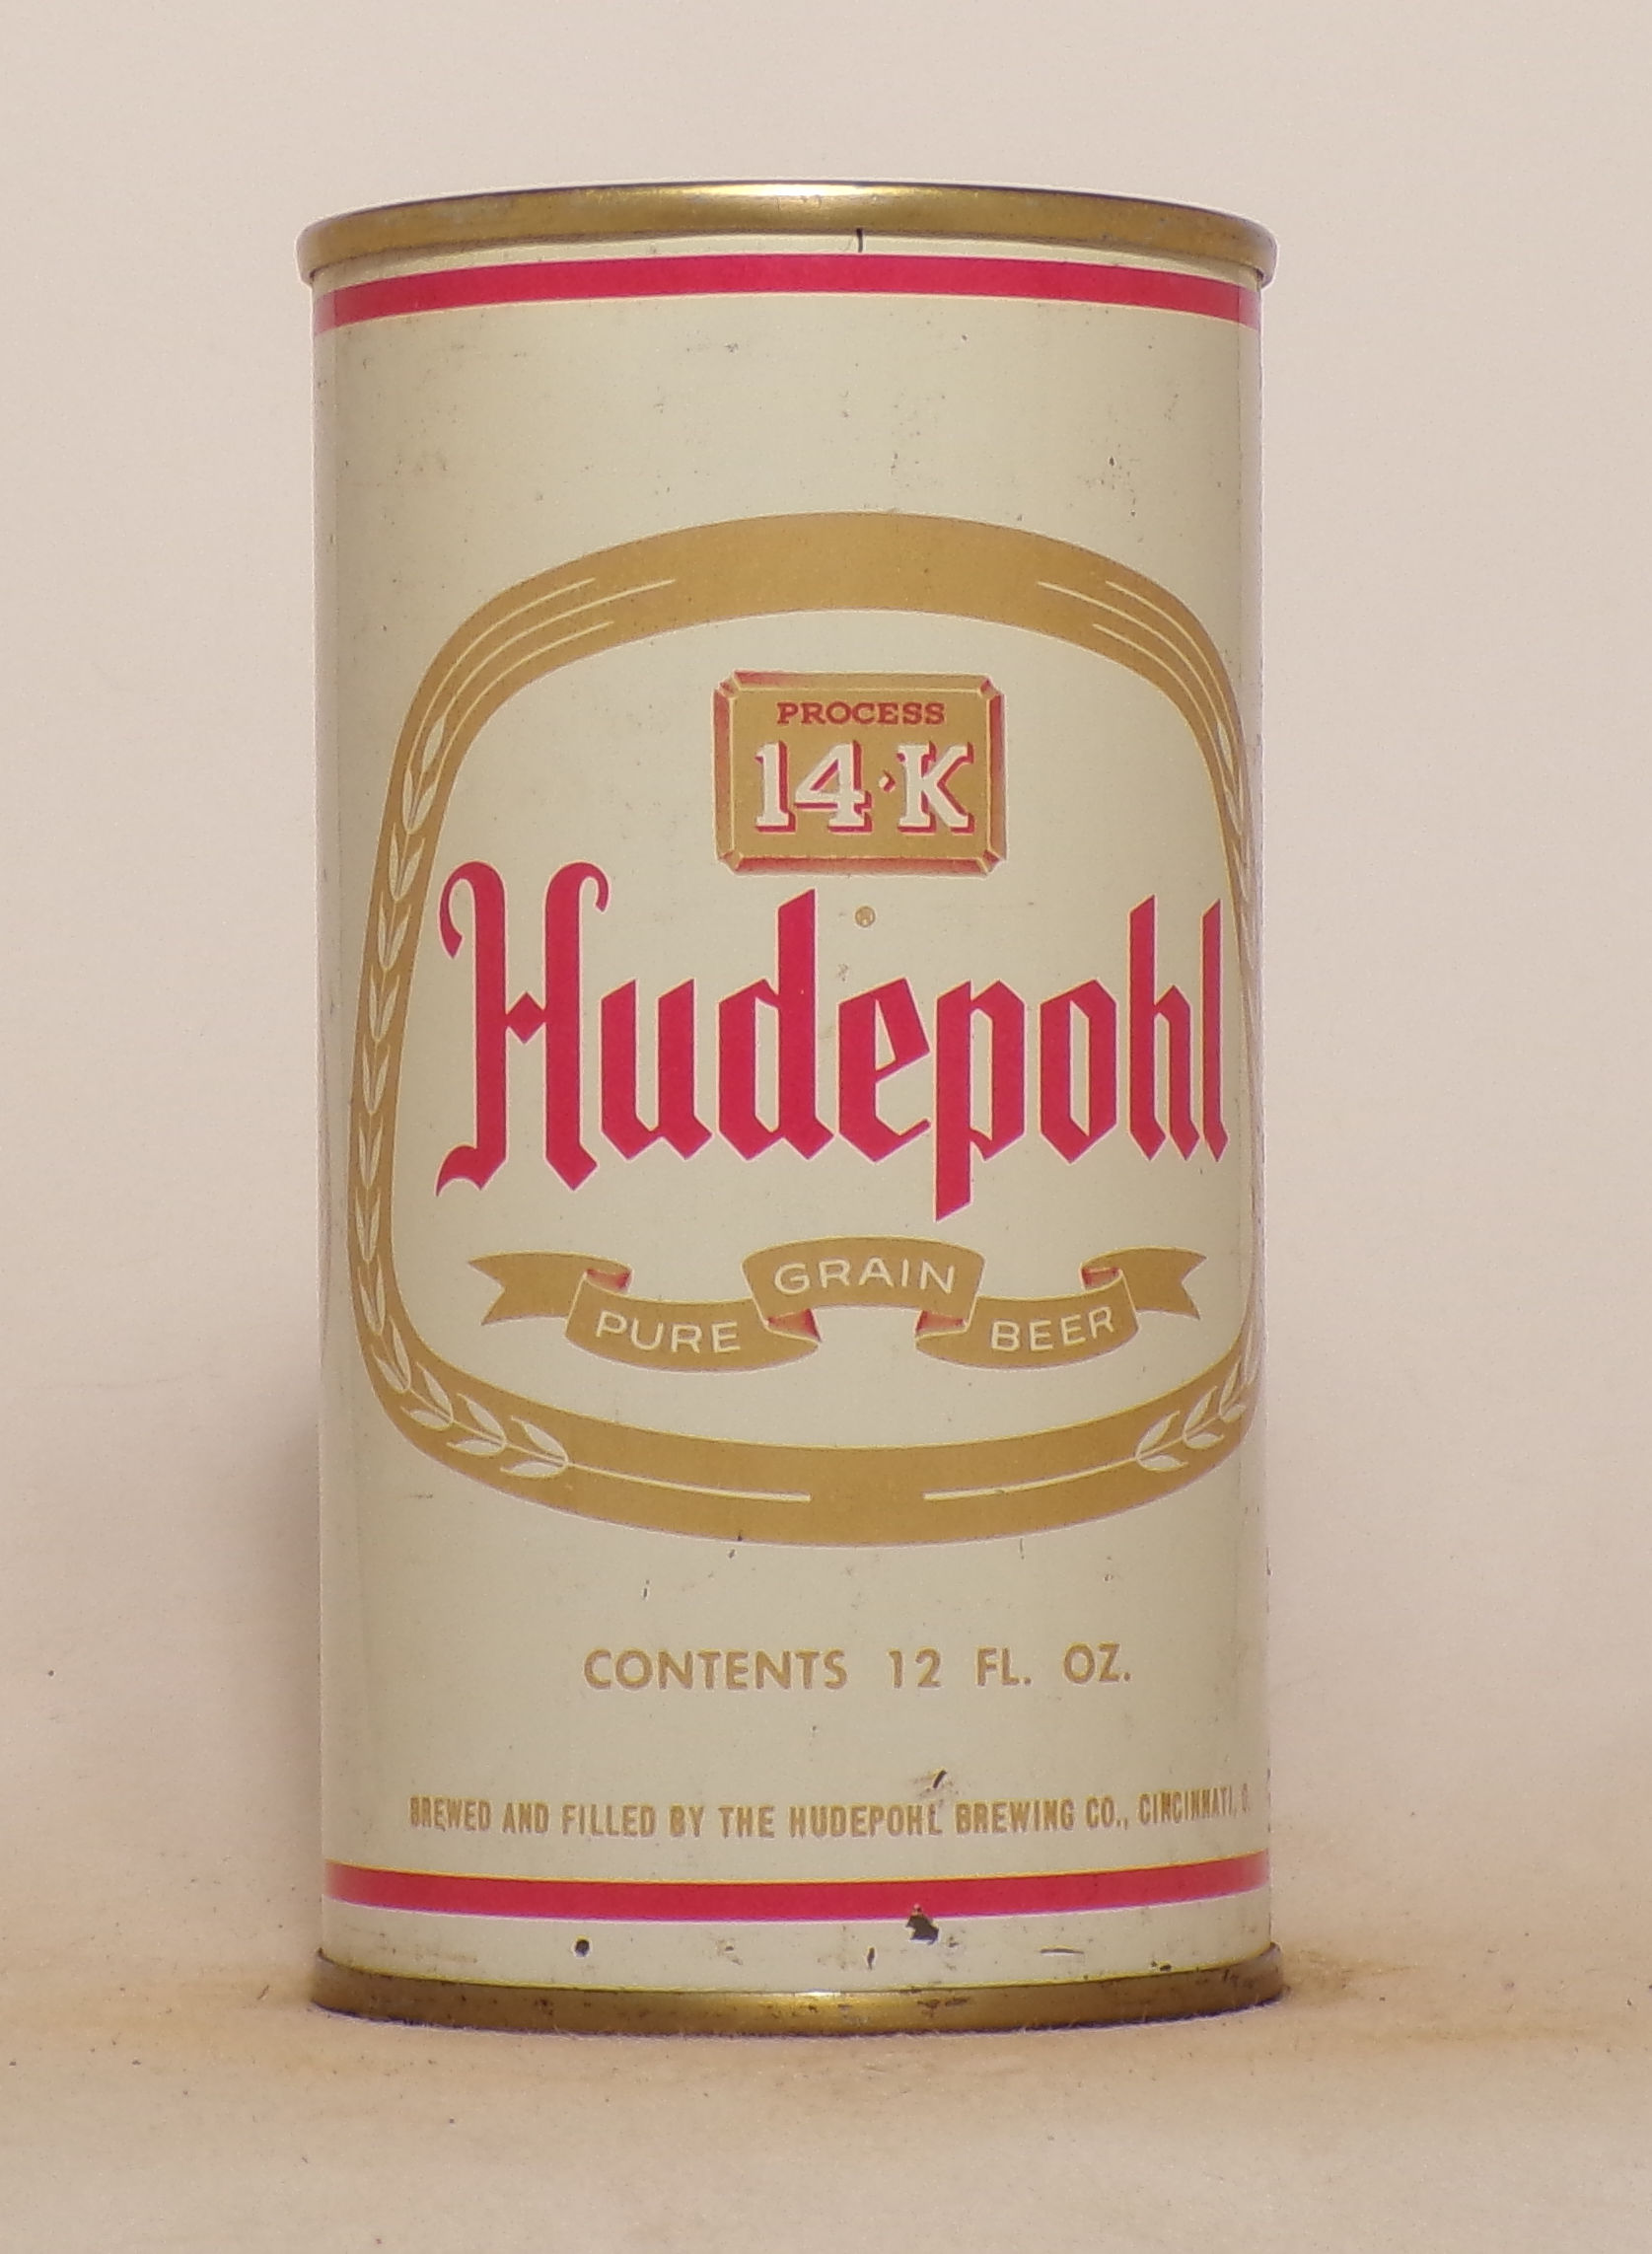 PROCESS
14·K
Hudepohl
®
PURE GRAIN BEER
CONTENTS 12 FL. OZ.
BREWED AND FILLED BY THE HUDEPOHL BREWING CO., CINCINNATI, O.